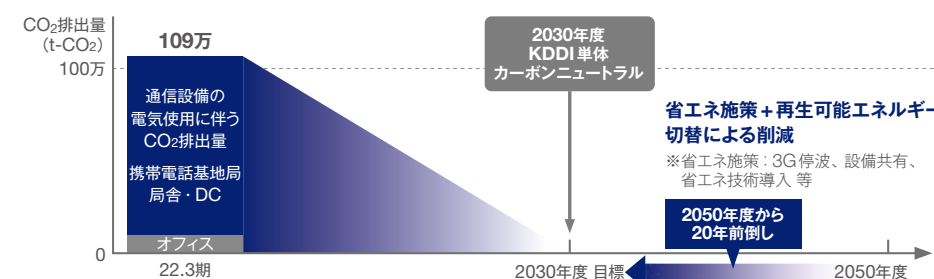 CO2排出量
(t-CO2)
109万
100万
通信設備の
電気使用に伴う
CO2排出量
携帯電話基地局
局舎・DC
オフィス
0
22.3期
2030年度
KDDI単体
カーボンニュートラル
省エネ施策+再生可能エネルギー
切替による削減
※省エネ施策:3G停波、設備共有、
省エネ技術導入 等
2050年度から
20年前倒し
2030年度 目標
2050年度